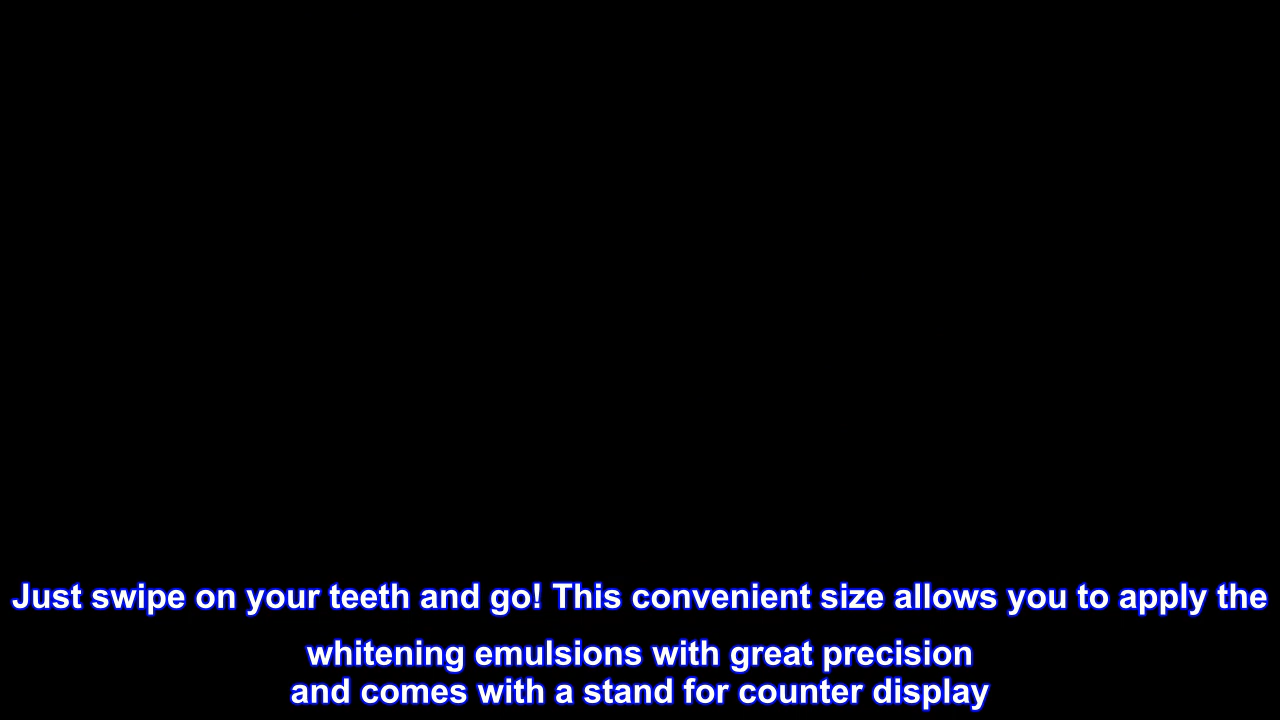 Just swipe on your teeth and go! This convenient size allows you to apply the
whitening emulsions with great precision
and comes with a stand for counter display